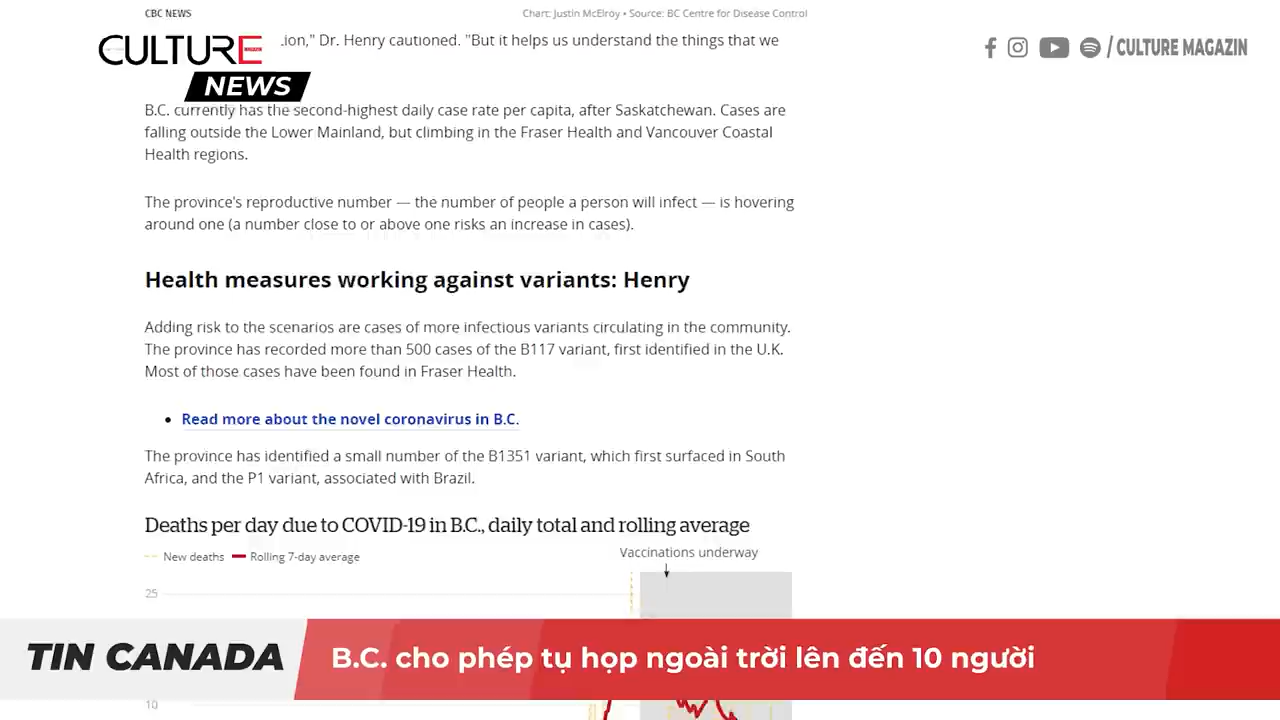 CBC NEWS
Chart: Justin McElroy • Source: BC Centre for Disease Control
CULTURE
NEWS
ion," Dr. Henry cautioned. "But it helps us understand the things that we
/ CULTURE MAGAZIN
B.C. currently has the second-highest daily case rate per capita, after Saskatchewan. Cases are
falling outside the Lower Mainland, but climbing in the Fraser Health and Vancouver Coastal
Health regions.
The province's reproductive number — the number of people a person will infect — is hovering
around one (a number close to or above one risks an increase in cases).
Health measures working against variants: Henry
Adding risk to the scenarios are cases of more infectious variants circulating in the community.
The province has recorded more than 500 cases of the B117 variant, first identified in the U.K.
Most of those cases have been found in Fraser Health.
• Read more about the novel coronavirus in B.C.
The province has identified a small number of the B1351 variant, which first surfaced in South
Africa, and the P1 variant, associated with Brazil.
Deaths per day due to COVID-19 in B.C., daily total and rolling average
New deaths Rolling 7-day average
Vaccinations underway
25
TIN CANADA
B.C. cho phép tụ họp ngoài trời lên đến 10 người
10